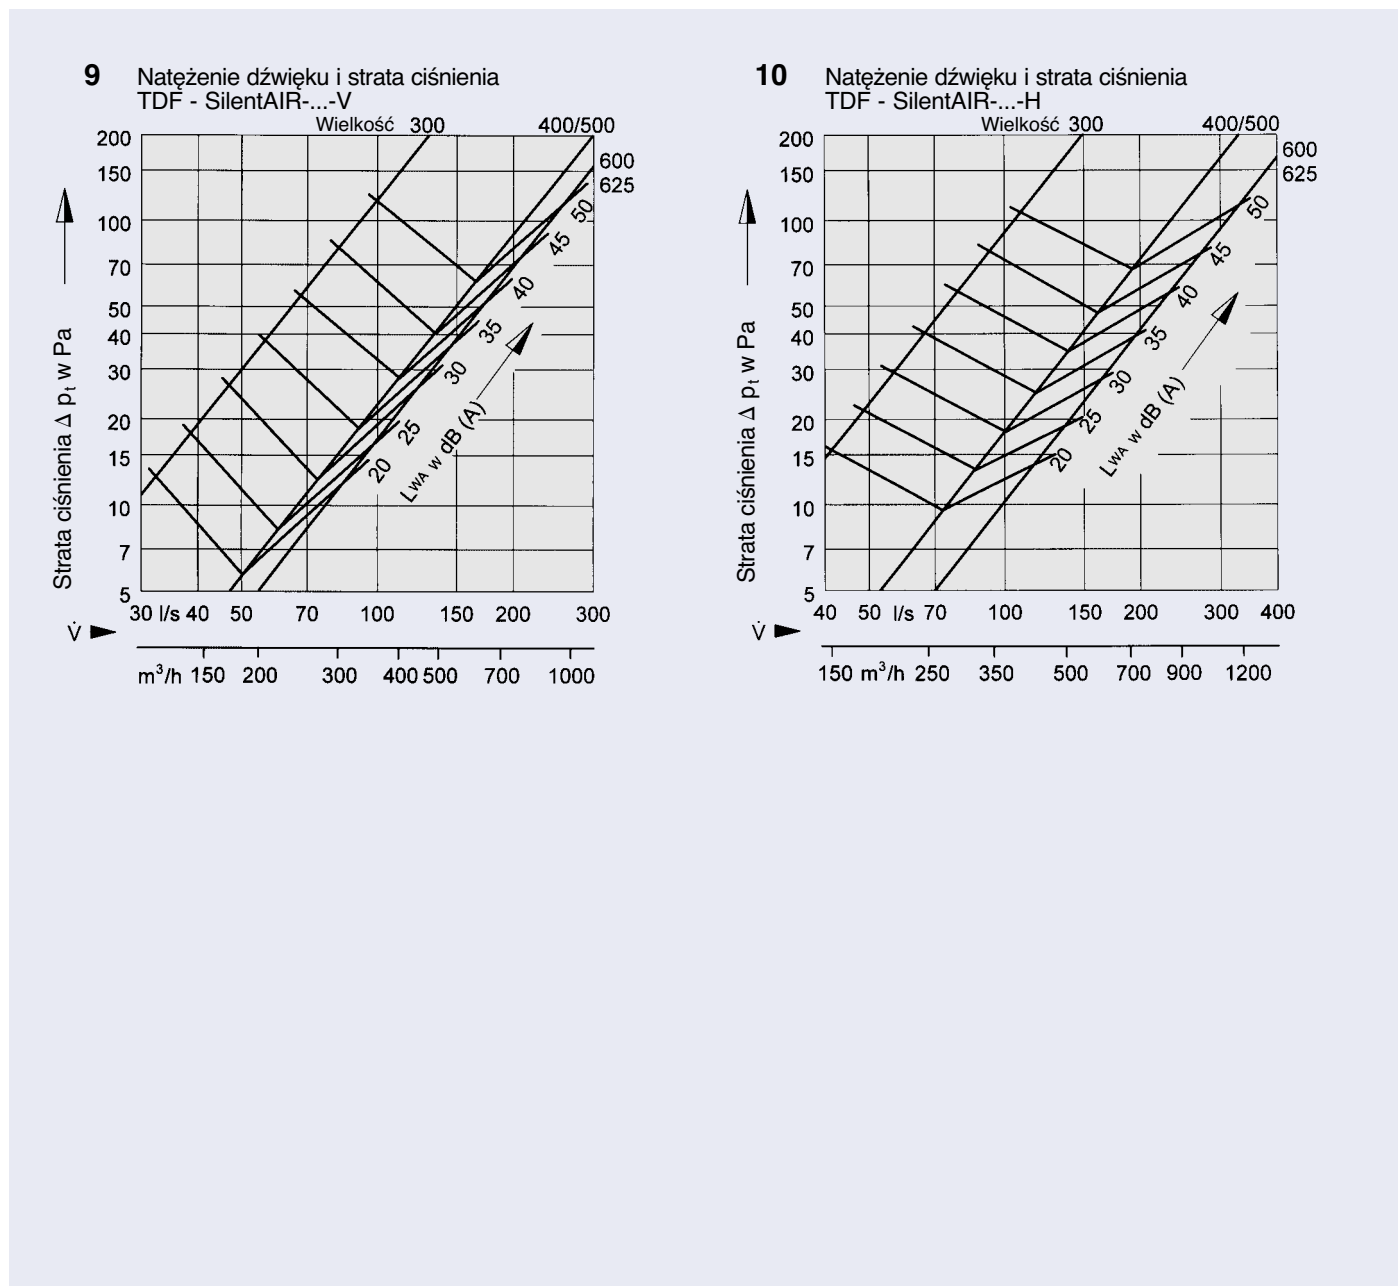 9 Natężenie dźwięku i strata ciśnienia
TDF - SilentAIR-...-V
Wielkość 300 400/500
600
625
200
150
100
70
50
40
30
20
15
10
7
5
Strata ciśnienia Δ pt w Pa
50
45
40
35
30
25
20
LWA w dB (A)
30 l/s 40 50 70 100 150 200 300
V̇
m³/h 150 200 300 400 500 700 1000
10 Natężenie dźwięku i strata ciśnienia
TDF - SilentAIR-...-H
Wielkość 300 400/500
600
625
200
150
100
70
50
40
30
20
15
10
7
5
Strata ciśnienia Δ pt w Pa
50
45
40
35
30
25
20
LWA w dB (A)
40 50 l/s 70 100 150 200 300 400
V̇
150 m³/h 250 350 500 700 900 1200